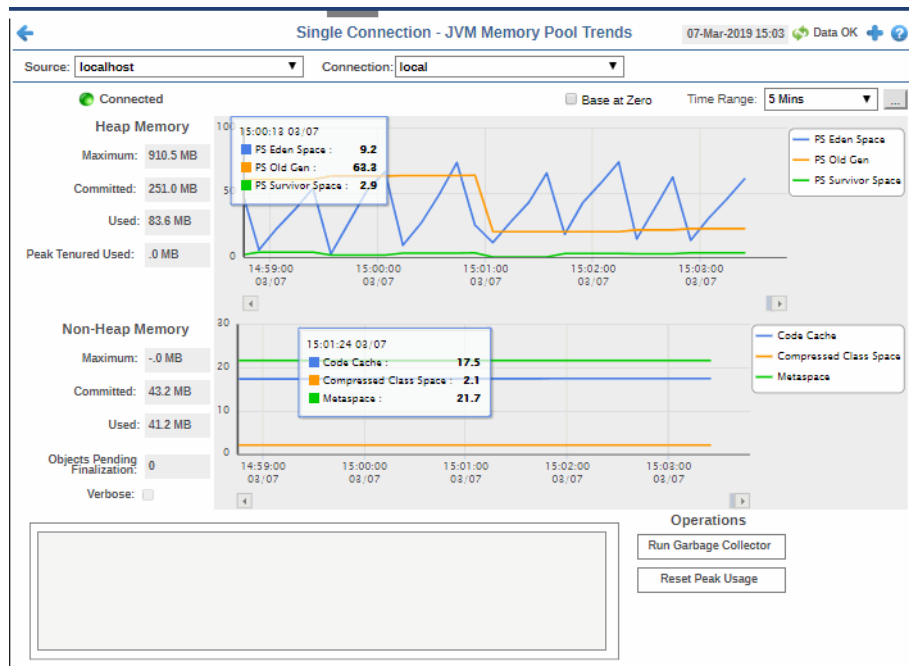 Single Connection - JVM Memory Pool Trends
07-Mar-2019 15:03 Data OK
Source: localhost Connection: local
Connected Base at Zero Time Range: 5 Mins ...
Heap Memory
Maximum: 910.5 MB
Committed: 251.0 MB
Used: 83.6 MB
Peak Tenured Used: .0 MB
100
50
0
15:00:13 03/07
PS Eden Space : 9.2
PS Old Gen : 63.3
PS Survivor Space : 2.9
PS Eden Space
PS Old Gen
PS Survivor Space
14:59:00 15:00:00 15:01:00 15:02:00 15:03:00
03/07 03/07 03/07 03/07 03/07
Non-Heap Memory
Maximum: -.0 MB
Committed: 43.2 MB
Used: 41.2 MB
Objects Pending
Finalization: 0
Verbose:
30
20
10
0
15:01:24 03/07
Code Cache : 17.5
Compressed Class Space : 2.1
Metaspace : 21.7
Code Cache
Compressed Class Space
Metaspace
14:59:00 15:00:00 15:01:00 15:02:00 15:03:00
03/07 03/07 03/07 03/07 03/07
Operations
Run Garbage Collector
Reset Peak Usage